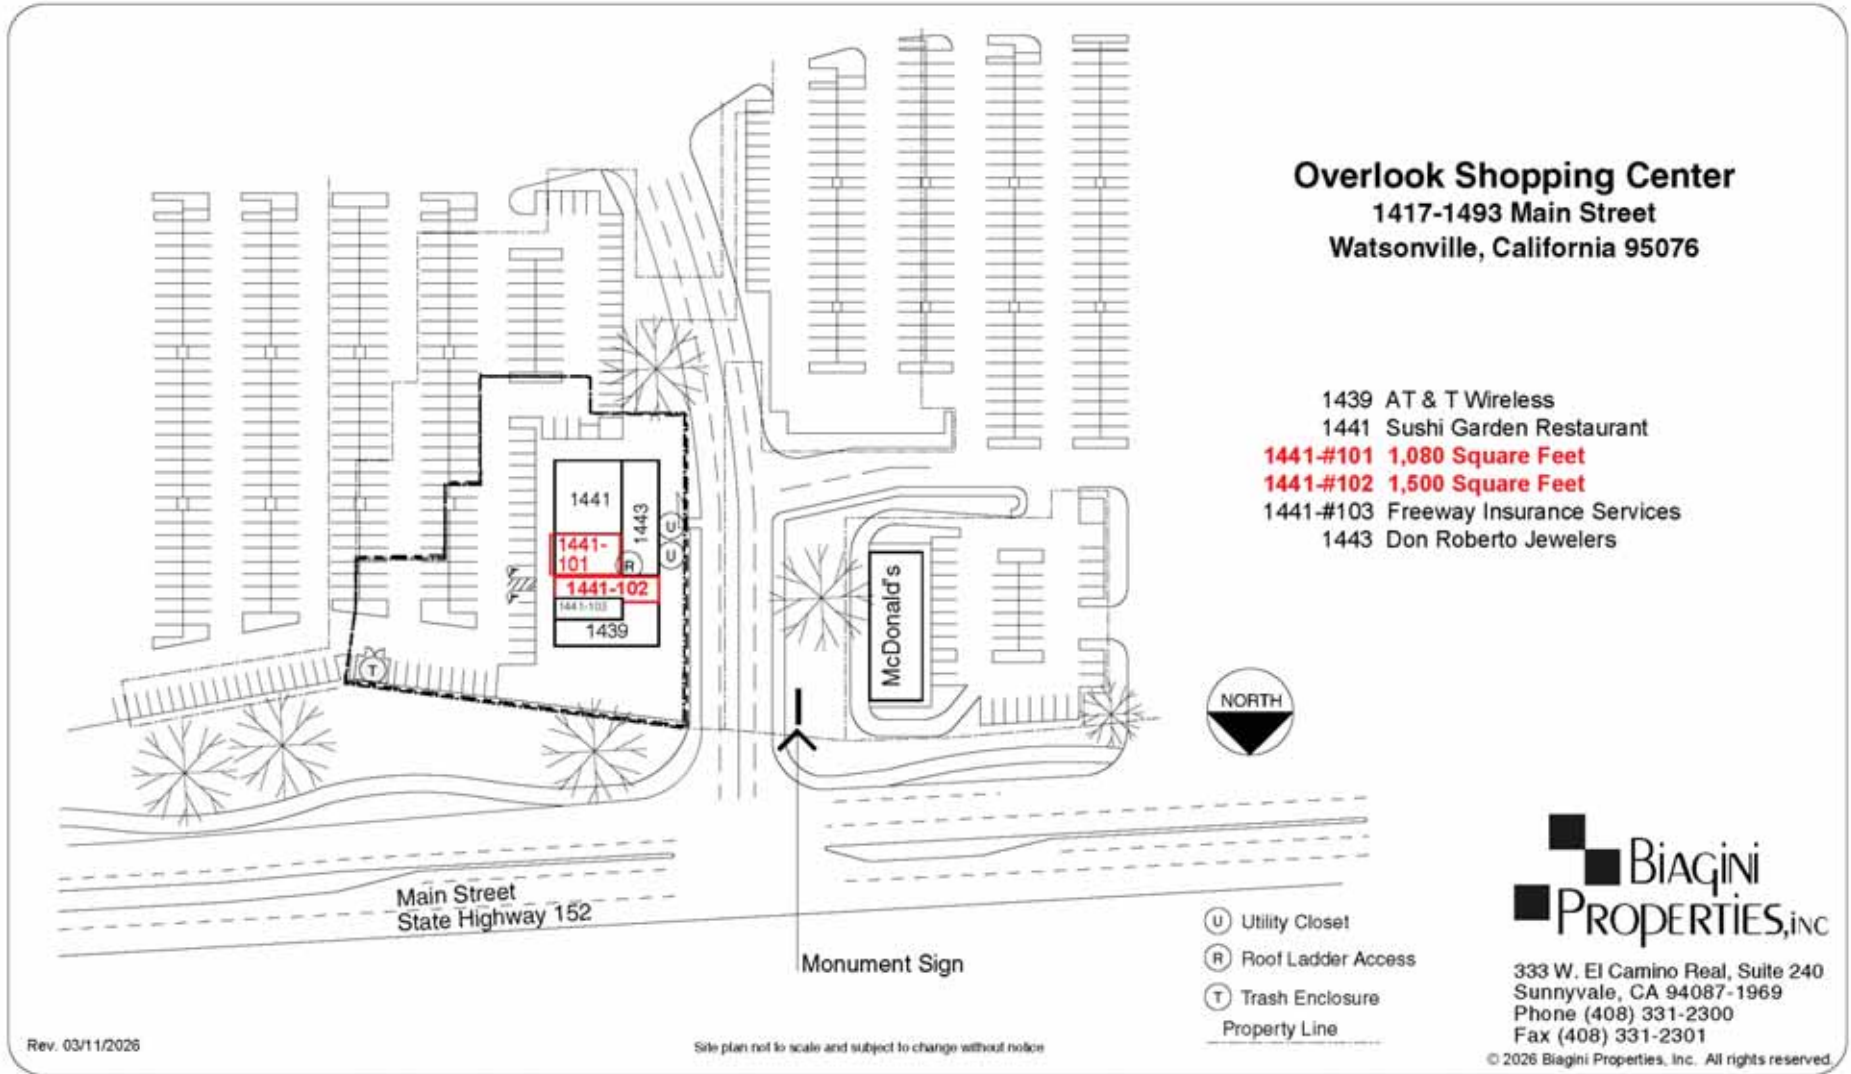 Overlook Shopping Center
1417-1493 Main Street
Watsonville, California 95076
1439 AT & T Wireless
1441 Sushi Garden Restaurant
1441-#101 1,080 Square Feet
1441-#102 1,500 Square Feet
1441-#103 Freeway Insurance Services
1443 Don Roberto Jewelers
1441
1443
U
U
1441-
101
R
1441-102
1441-103
1439
T
McDonald's
NORTH
Main Street
State Highway 152
Monument Sign
U Utility Closet
R Roof Ladder Access
T Trash Enclosure
Property Line
BIAGINI
PROPERTIES,INC
333 W. El Camino Real, Suite 240
Sunnyvale, CA 94087-1969
Phone (408) 331-2300
Fax (408) 331-2301
© 2026 Biagini Properties, Inc. All rights reserved.
Rev. 03/11/2026
Site plan not to scale and subject to change without notice